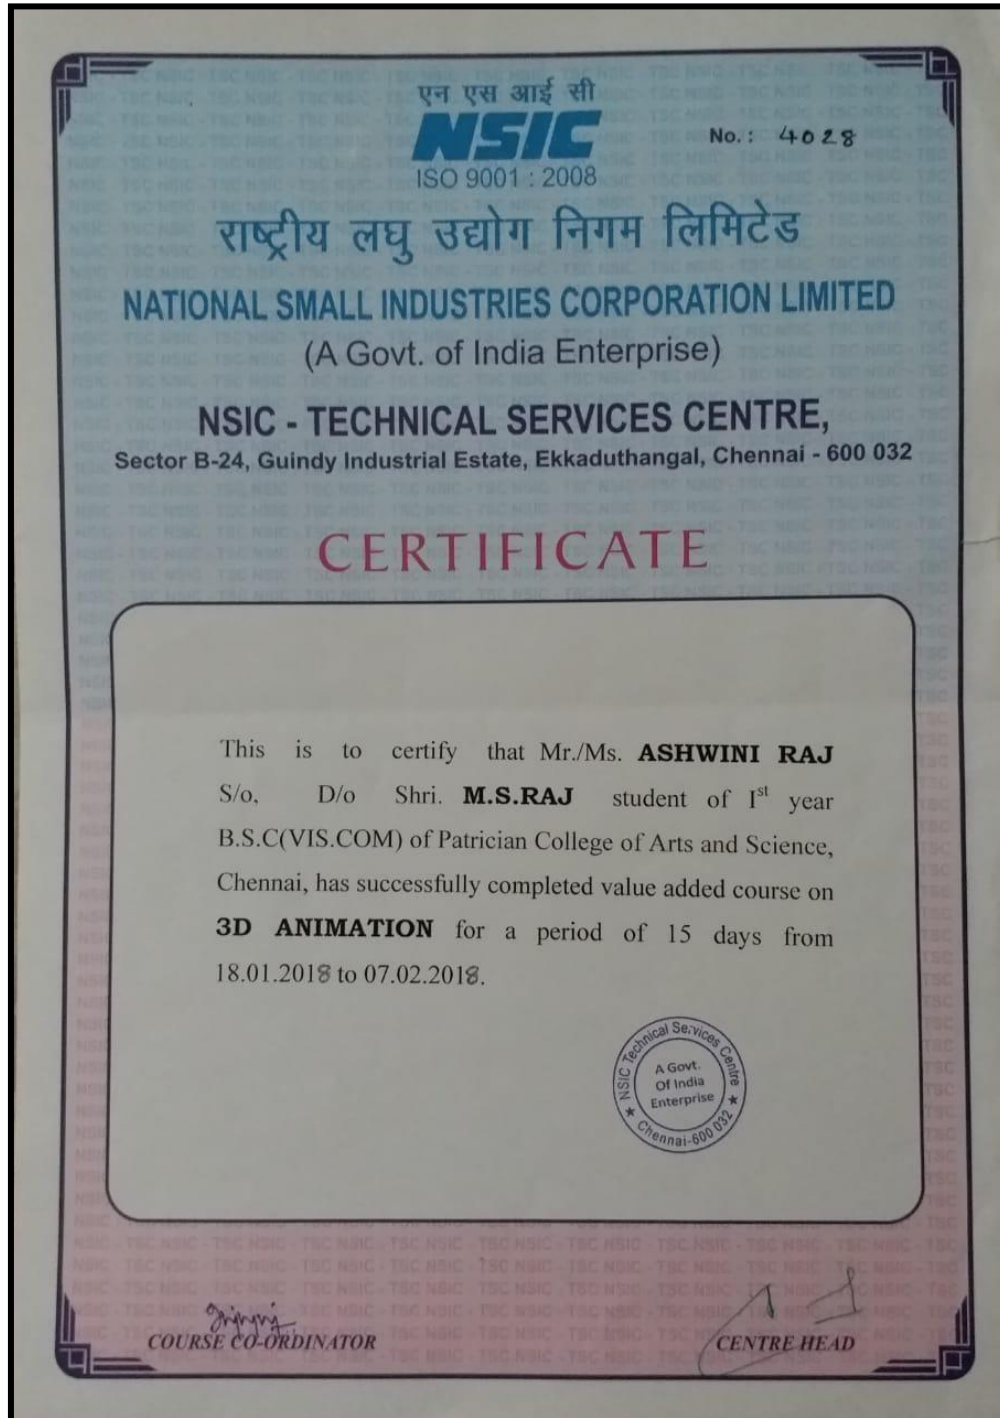 एन एस आई सी
NSIC
No.: 4028
ISO 9001 : 2008
राष्ट्रीय लघु उद्योग निगम लिमिटेड
NATIONAL SMALL INDUSTRIES CORPORATION LIMITED
(A Govt. of India Enterprise)
NSIC - TECHNICAL SERVICES CENTRE,
Sector B-24, Guindy Industrial Estate, Ekkaduthangal, Chennai - 600 032
CERTIFICATE
This is to certify that Mr./Ms. ASHWINI RAJ
S/o, D/o Shri. M.S.RAJ student of Ist year
B.S.C(VIS.COM) of Patrician College of Arts and Science,
Chennai, has successfully completed value added course on
3D ANIMATION for a period of 15 days from
18.01.2018 to 07.02.2018.
NSIC Technical Services Centre
A Govt.
Of India
Enterprise
★ Chennai-600 032 ★
COURSE CO-ORDINATOR
CENTRE HEAD